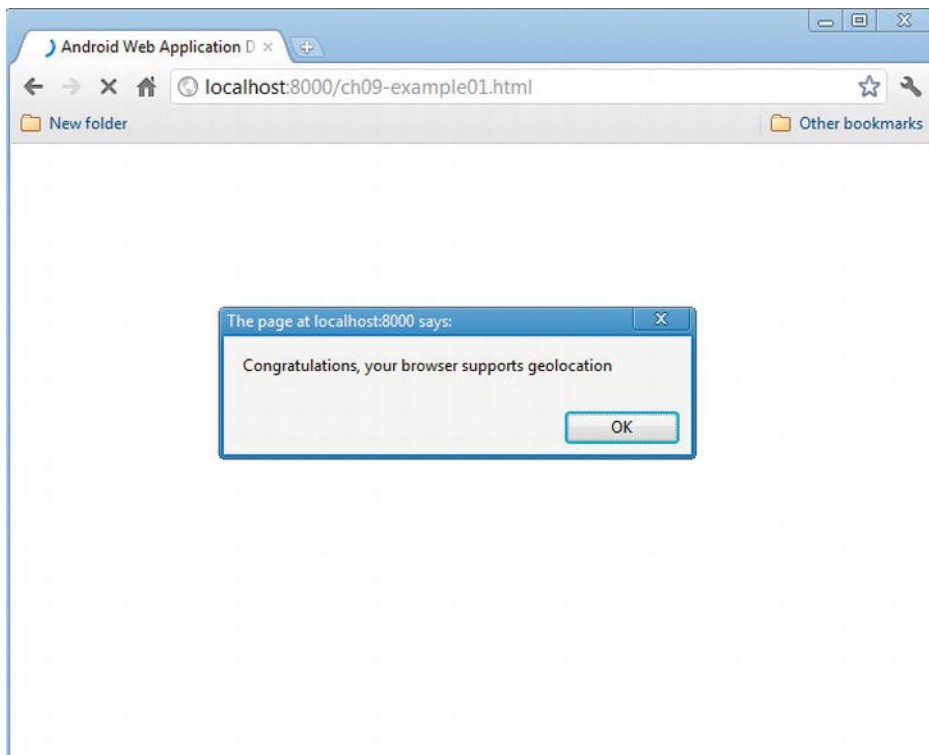 Android Web Application D
localhost:8000/ch09-example01.html
New folder
Other bookmarks
The page at localhost:8000 says:
Congratulations, your browser supports geolocation
OK